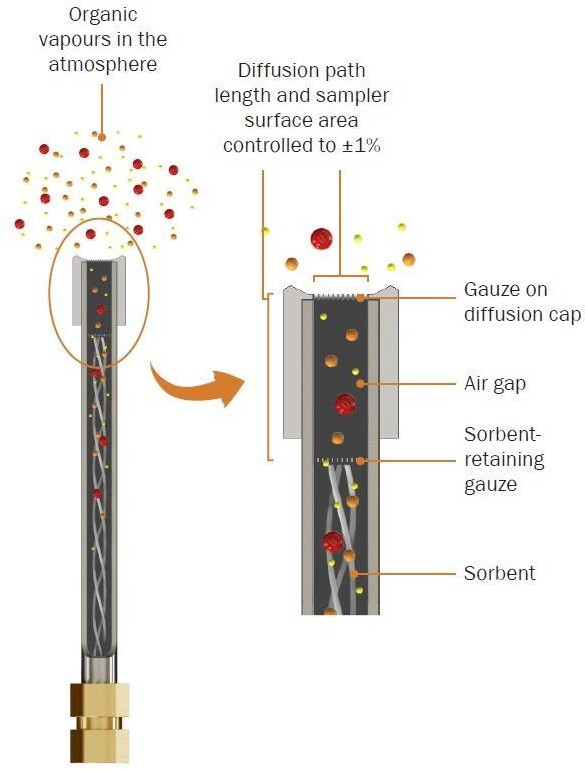 Organic
vapours in the
atmosphere
Diffusion path
length and sampler
surface area
controlled to ±1%
Gauze on
diffusion cap
Air gap
Sorbent-
retaining
gauze
Sorbent